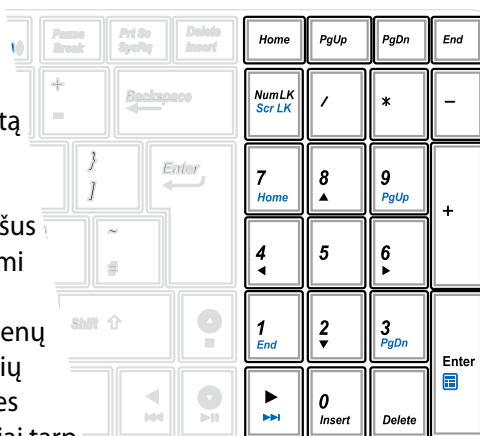 Pause Break
Prt Sc SysRq
Delete Insert
Home
PgUp
PgDn
End
+
=
Backspace
NumLK
Scr LK
/
*
−
tą
}
]
Enter
7
Home
8
▲
9
PgUp
+
šus
mi
~
#
4
◄
5
6
►
enų
ių
es
Shift ⇧
1
End
2
▼
3
PgDn
Enter
0
Insert
Delete
iai tarp